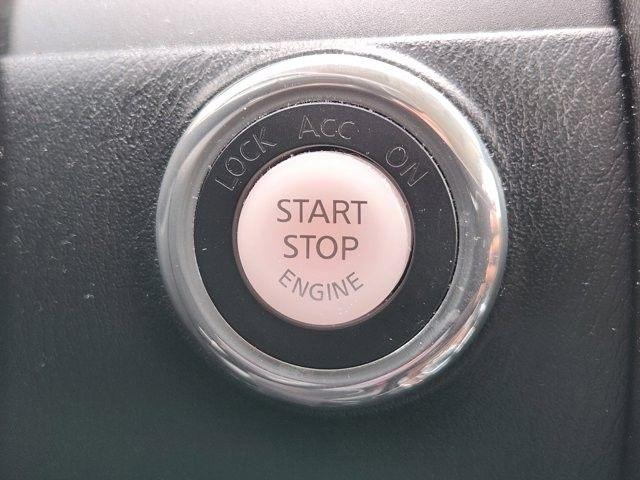 LOCK ACC ON
START
STOP
ENGINE